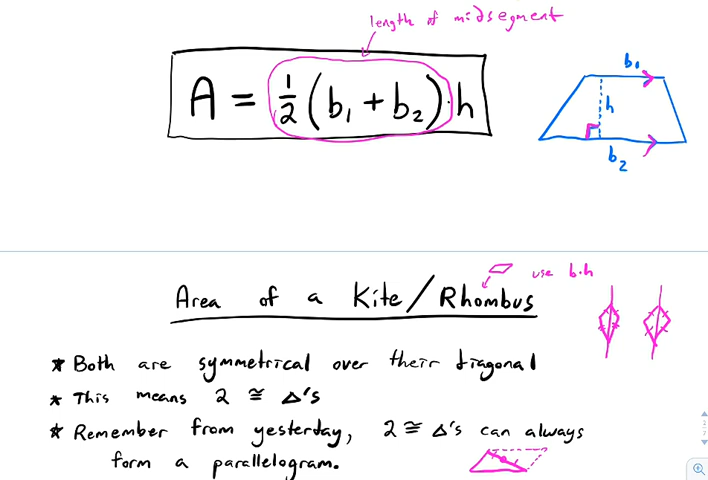 length of midsegment
A = 1/2 (b₁ + b₂) · h
b₁
h
b₂
use b·h
Area of a Kite/Rhombus
* Both are symmetrical over their diagonal
* This means 2 ≅ Δ's
* Remember from yesterday, 2 ≅ Δ's can always
form a parallelogram.